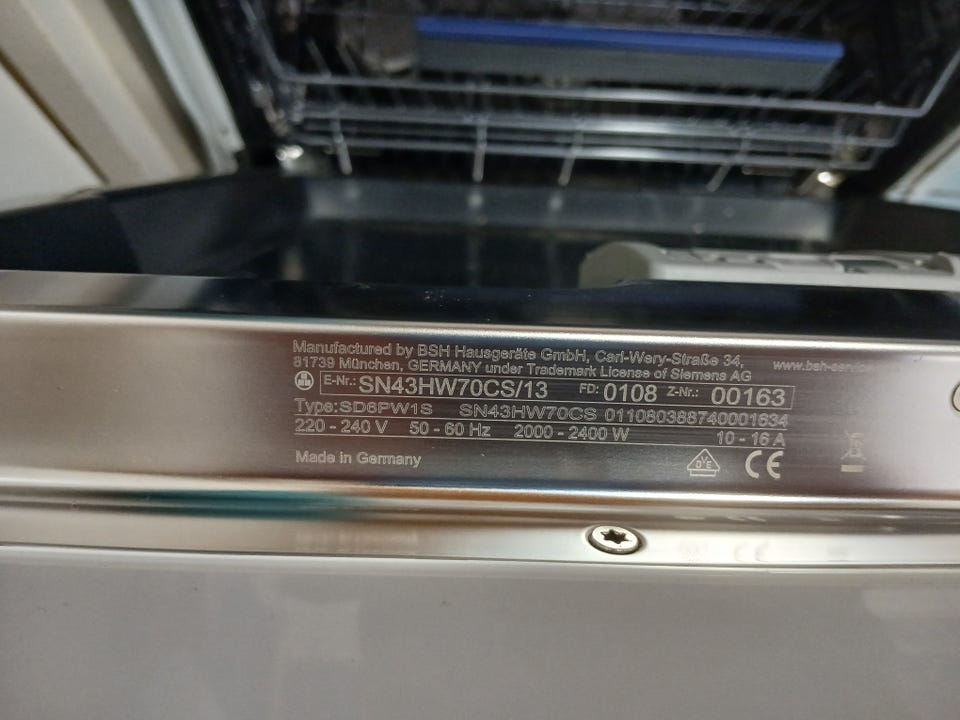 Manufactured by BSH Hausgeräte GmbH, Carl-Wery-Straße 34,
81739 München, GERMANY under Trademark License of Siemens AG
www.bsh-service
E-Nr.: SN43HW70CS/13 FD: 0108 Z-Nr.: 00163
Type: SD6PW1S SN43HW70CS 011080388740001634
220 - 240 V 50 - 60 Hz 2000 - 2400 W 10 - 16 A
Made in Germany
DVE CE